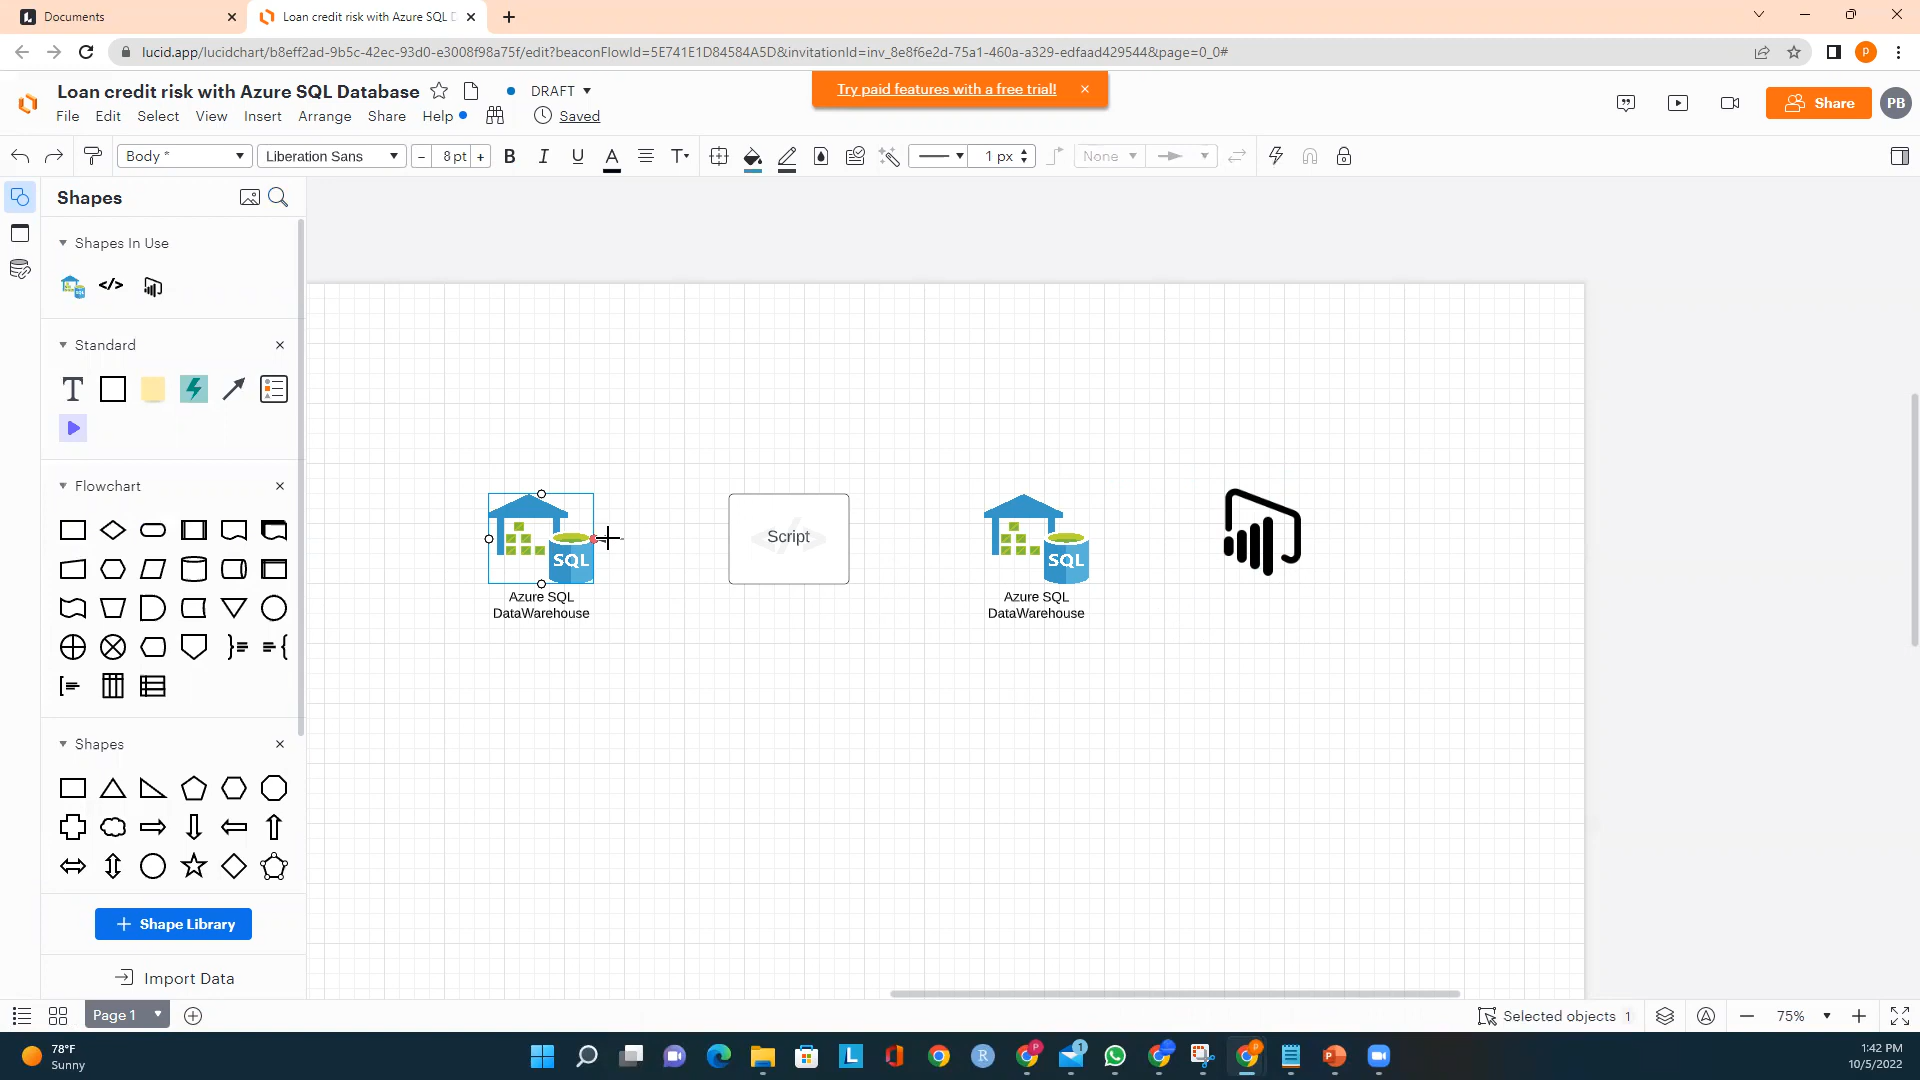 Documents
Loan credit risk with Azure SQL D
lucid.app/lucidchart/b8eff2ad-9b5c-42ec-93d0-e3008f98a75f/edit?beaconFlowId=5E741E1D84584A5D&invitationId=inv_8e8f6e2d-75a1-460a-a329-edfaad429544&page=0_0#
P
Loan credit risk with Azure SQL Database
DRAFT
Try paid features with a free trial!
Share
PB
File Edit Select View Insert Arrange Share Help Saved
Body *
Liberation Sans
- 8 pt +
B I U A T
1 px
None
Shapes
Shapes In Use
Standard
T
Flowchart
Shapes
+ Shape Library
Import Data
SQL
Azure SQL
DataWarehouse
Script
SQL
Azure SQL
DataWarehouse
Page 1
Selected objects 1
75%
78°F
Sunny
1:42 PM
10/5/2022